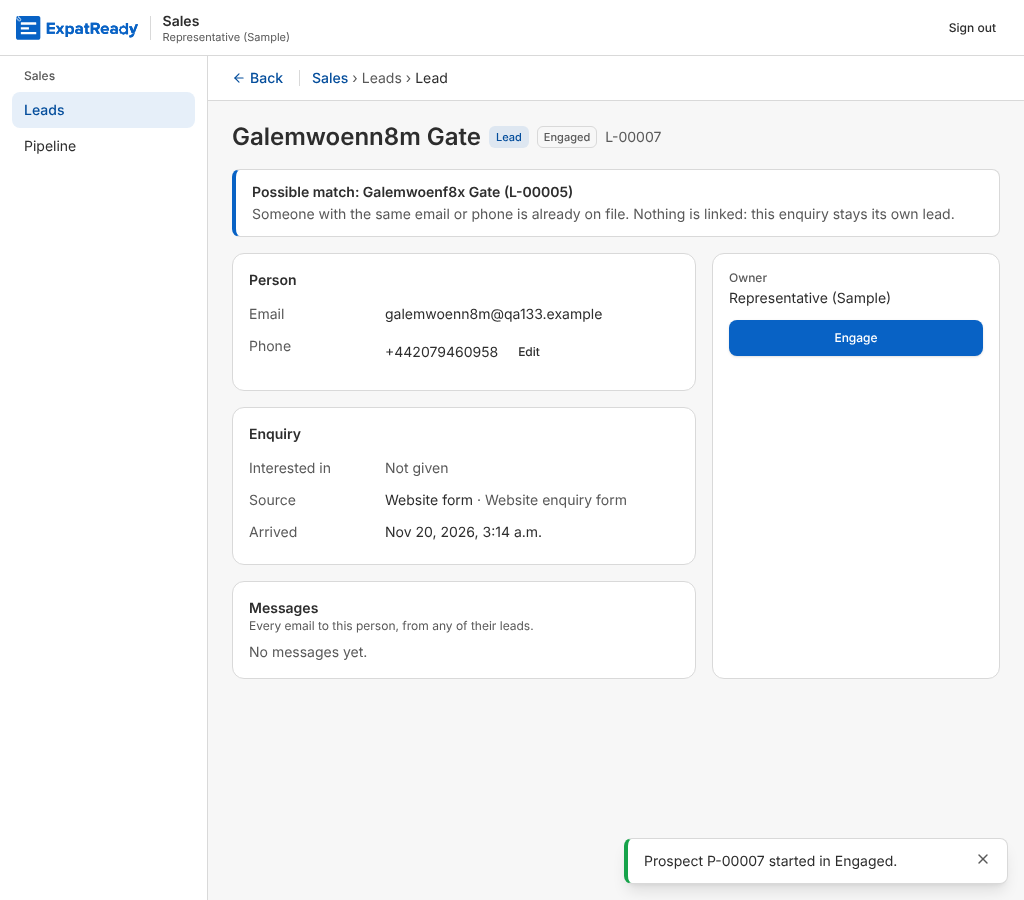 ExpatReady
Sales
Representative (Sample)
Sign out
Sales
Leads
Pipeline
← Back
Sales › Leads › Lead
Galemwoenn8m Gate Lead Engaged L-00007
Possible match: Galemwoenf8x Gate (L-00005)
Someone with the same email or phone is already on file. Nothing is linked: this enquiry stays its own lead.
Person
Email galemwoenn8m@qa133.example
Phone +442079460958 Edit
Enquiry
Interested in Not given
Source Website form · Website enquiry form
Arrived Nov 20, 2026, 3:14 a.m.
Messages
Every email to this person, from any of their leads.
No messages yet.
Owner
Representative (Sample)
Engage
Prospect P-00007 started in Engaged.